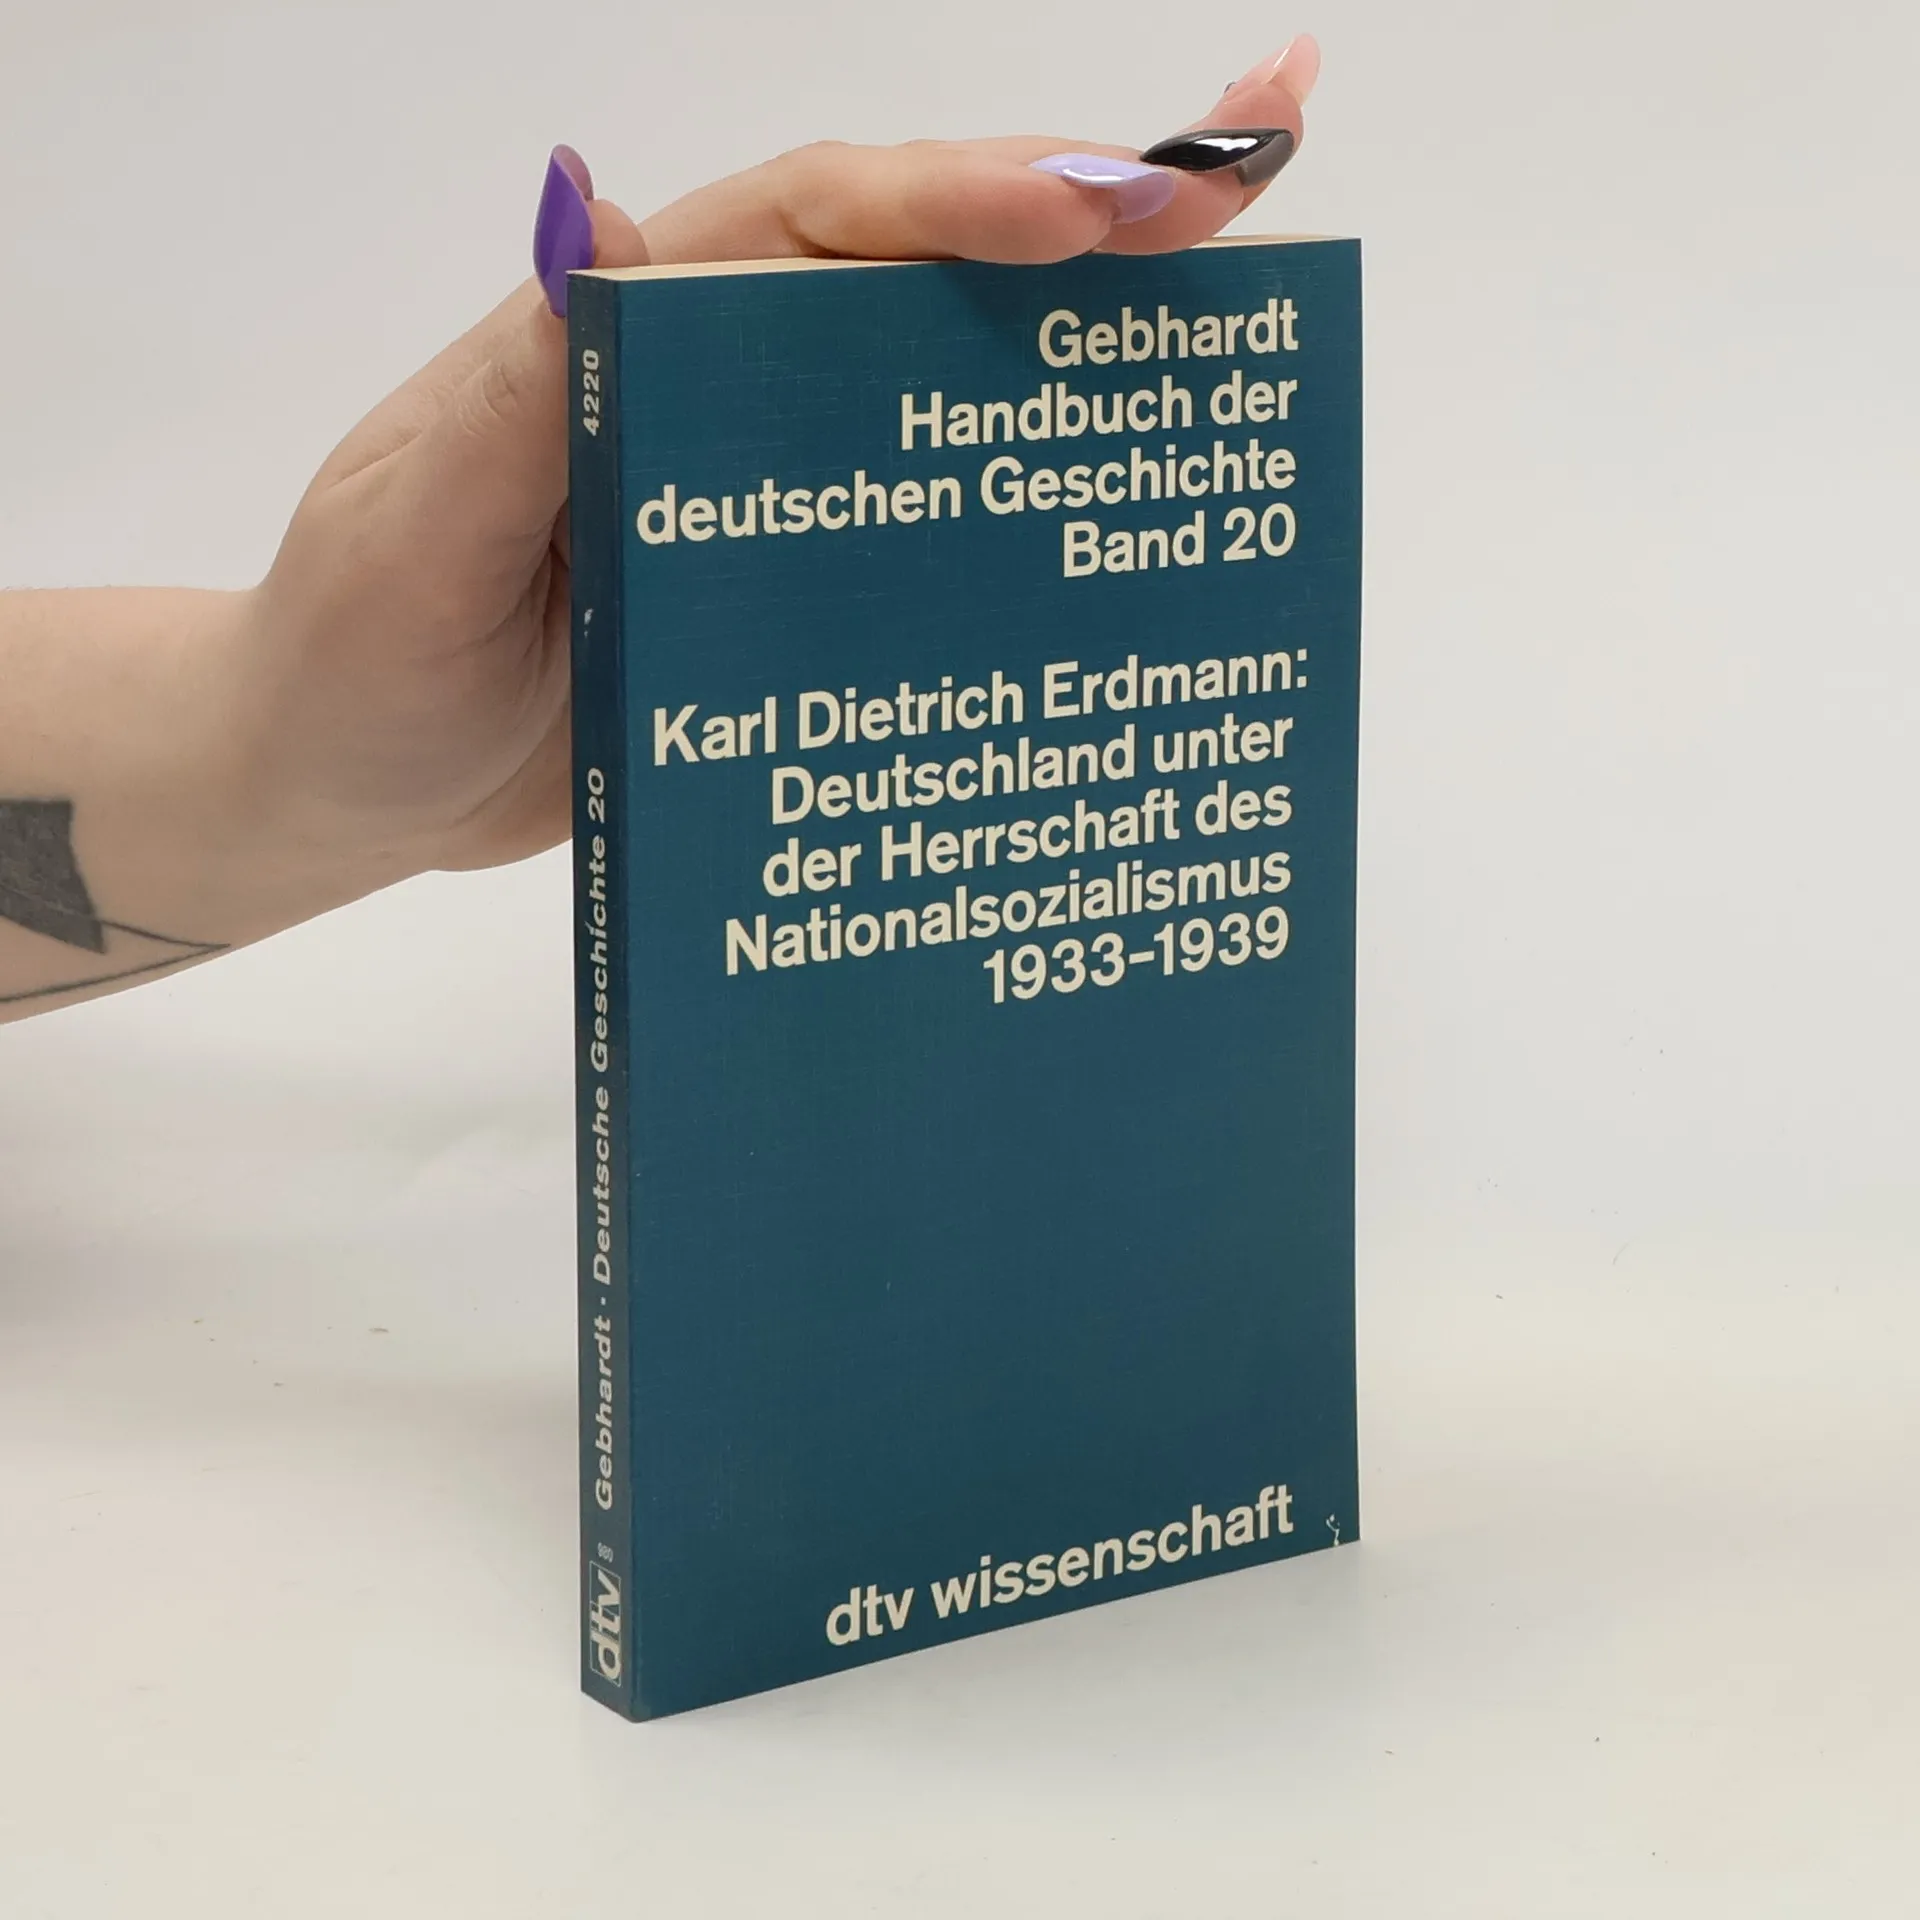 Gebhardt
Handbuch der
deutschen Geschichte
Band 20
Karl Dietrich Erdmann:
Deutschland unter
der Herrschaft des
Nationalsozialismus
1933–1939
dtv wissenschaft
4220
Gebhardt · Deutsche Geschichte 20
dtv